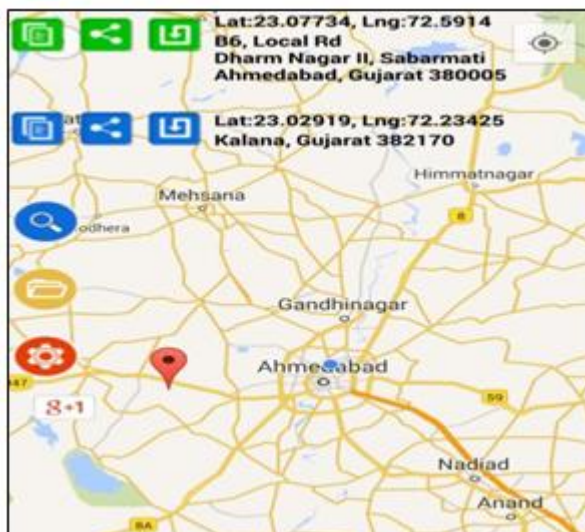 Lat:23.07734, Lng:72.5914
B6, Local Rd
Dharm Nagar II, Sabarmati
Ahmedabad, Gujarat 380005
Lat:23.02919, Lng:72.23425
Kalana, Gujarat 382170
Himmatnagar
Mehsana
odhera
8
Gandhinagar
Ahmedabad
947
59
g+1
Nadiad
Anand
8A